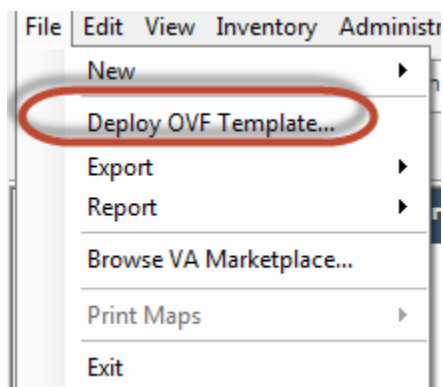 File Edit View Inventory Administr
New
Deploy OVF Template...
Export
Report
Browse VA Marketplace...
Print Maps
Exit